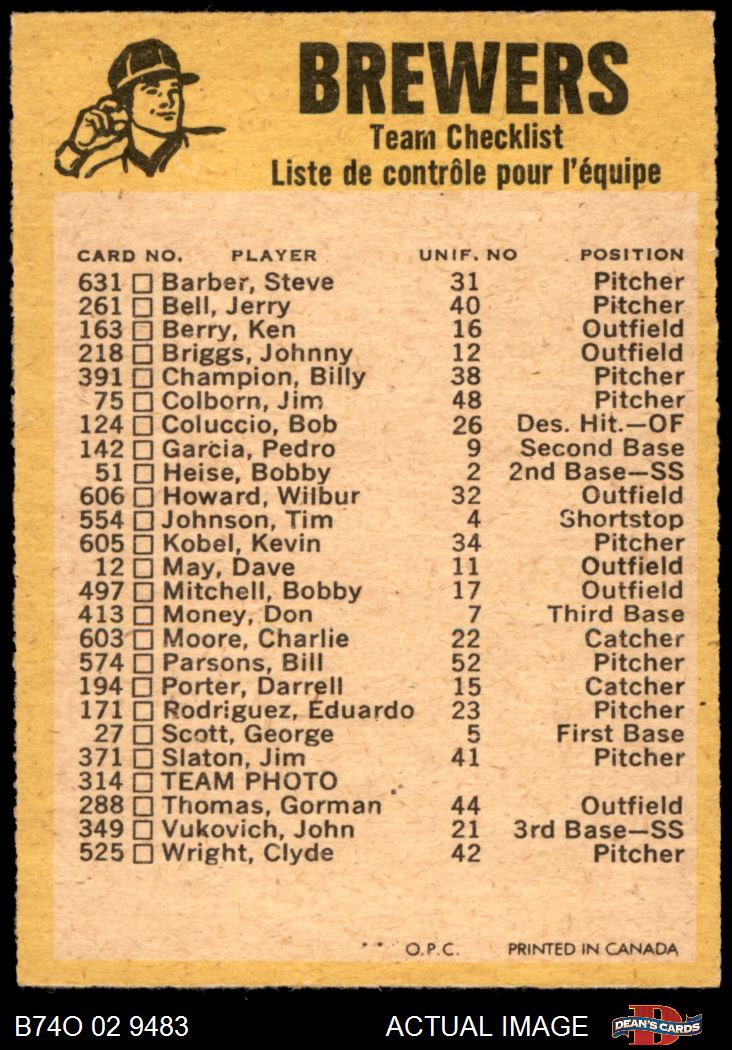 BREWERS
Team Checklist
Liste de contrôle pour l'équipe
CARD NO. PLAYER UNIF. NO POSITION
631 Barber, Steve 31 Pitcher
261 Bell, Jerry 40 Pitcher
163 Berry, Ken 16 Outfield
218 Briggs, Johnny 12 Outfield
391 Champion, Billy 38 Pitcher
75 Colborn, Jim 48 Pitcher
124 Coluccio, Bob 26 Des. Hit.—OF
142 Garcia, Pedro 9 Second Base
51 Heise, Bobby 2 2nd Base—SS
606 Howard, Wilbur 32 Outfield
554 Johnson, Tim 4 Shortstop
605 Kobel, Kevin 34 Pitcher
12 May, Dave 11 Outfield
497 Mitchell, Bobby 17 Outfield
413 Money, Don 7 Third Base
603 Moore, Charlie 22 Catcher
574 Parsons, Bill 52 Pitcher
194 Porter, Darrell 15 Catcher
171 Rodriguez, Eduardo 23 Pitcher
27 Scott, George 5 First Base
371 Slaton, Jim 41 Pitcher
314 TEAM PHOTO
288 Thomas, Gorman 44 Outfield
349 Vukovich, John 21 3rd Base—SS
525 Wright, Clyde 42 Pitcher
* * O.P.C. PRINTED IN CANADA
B74O 02 9483 ACTUAL IMAGE D DEAN'S CARDS